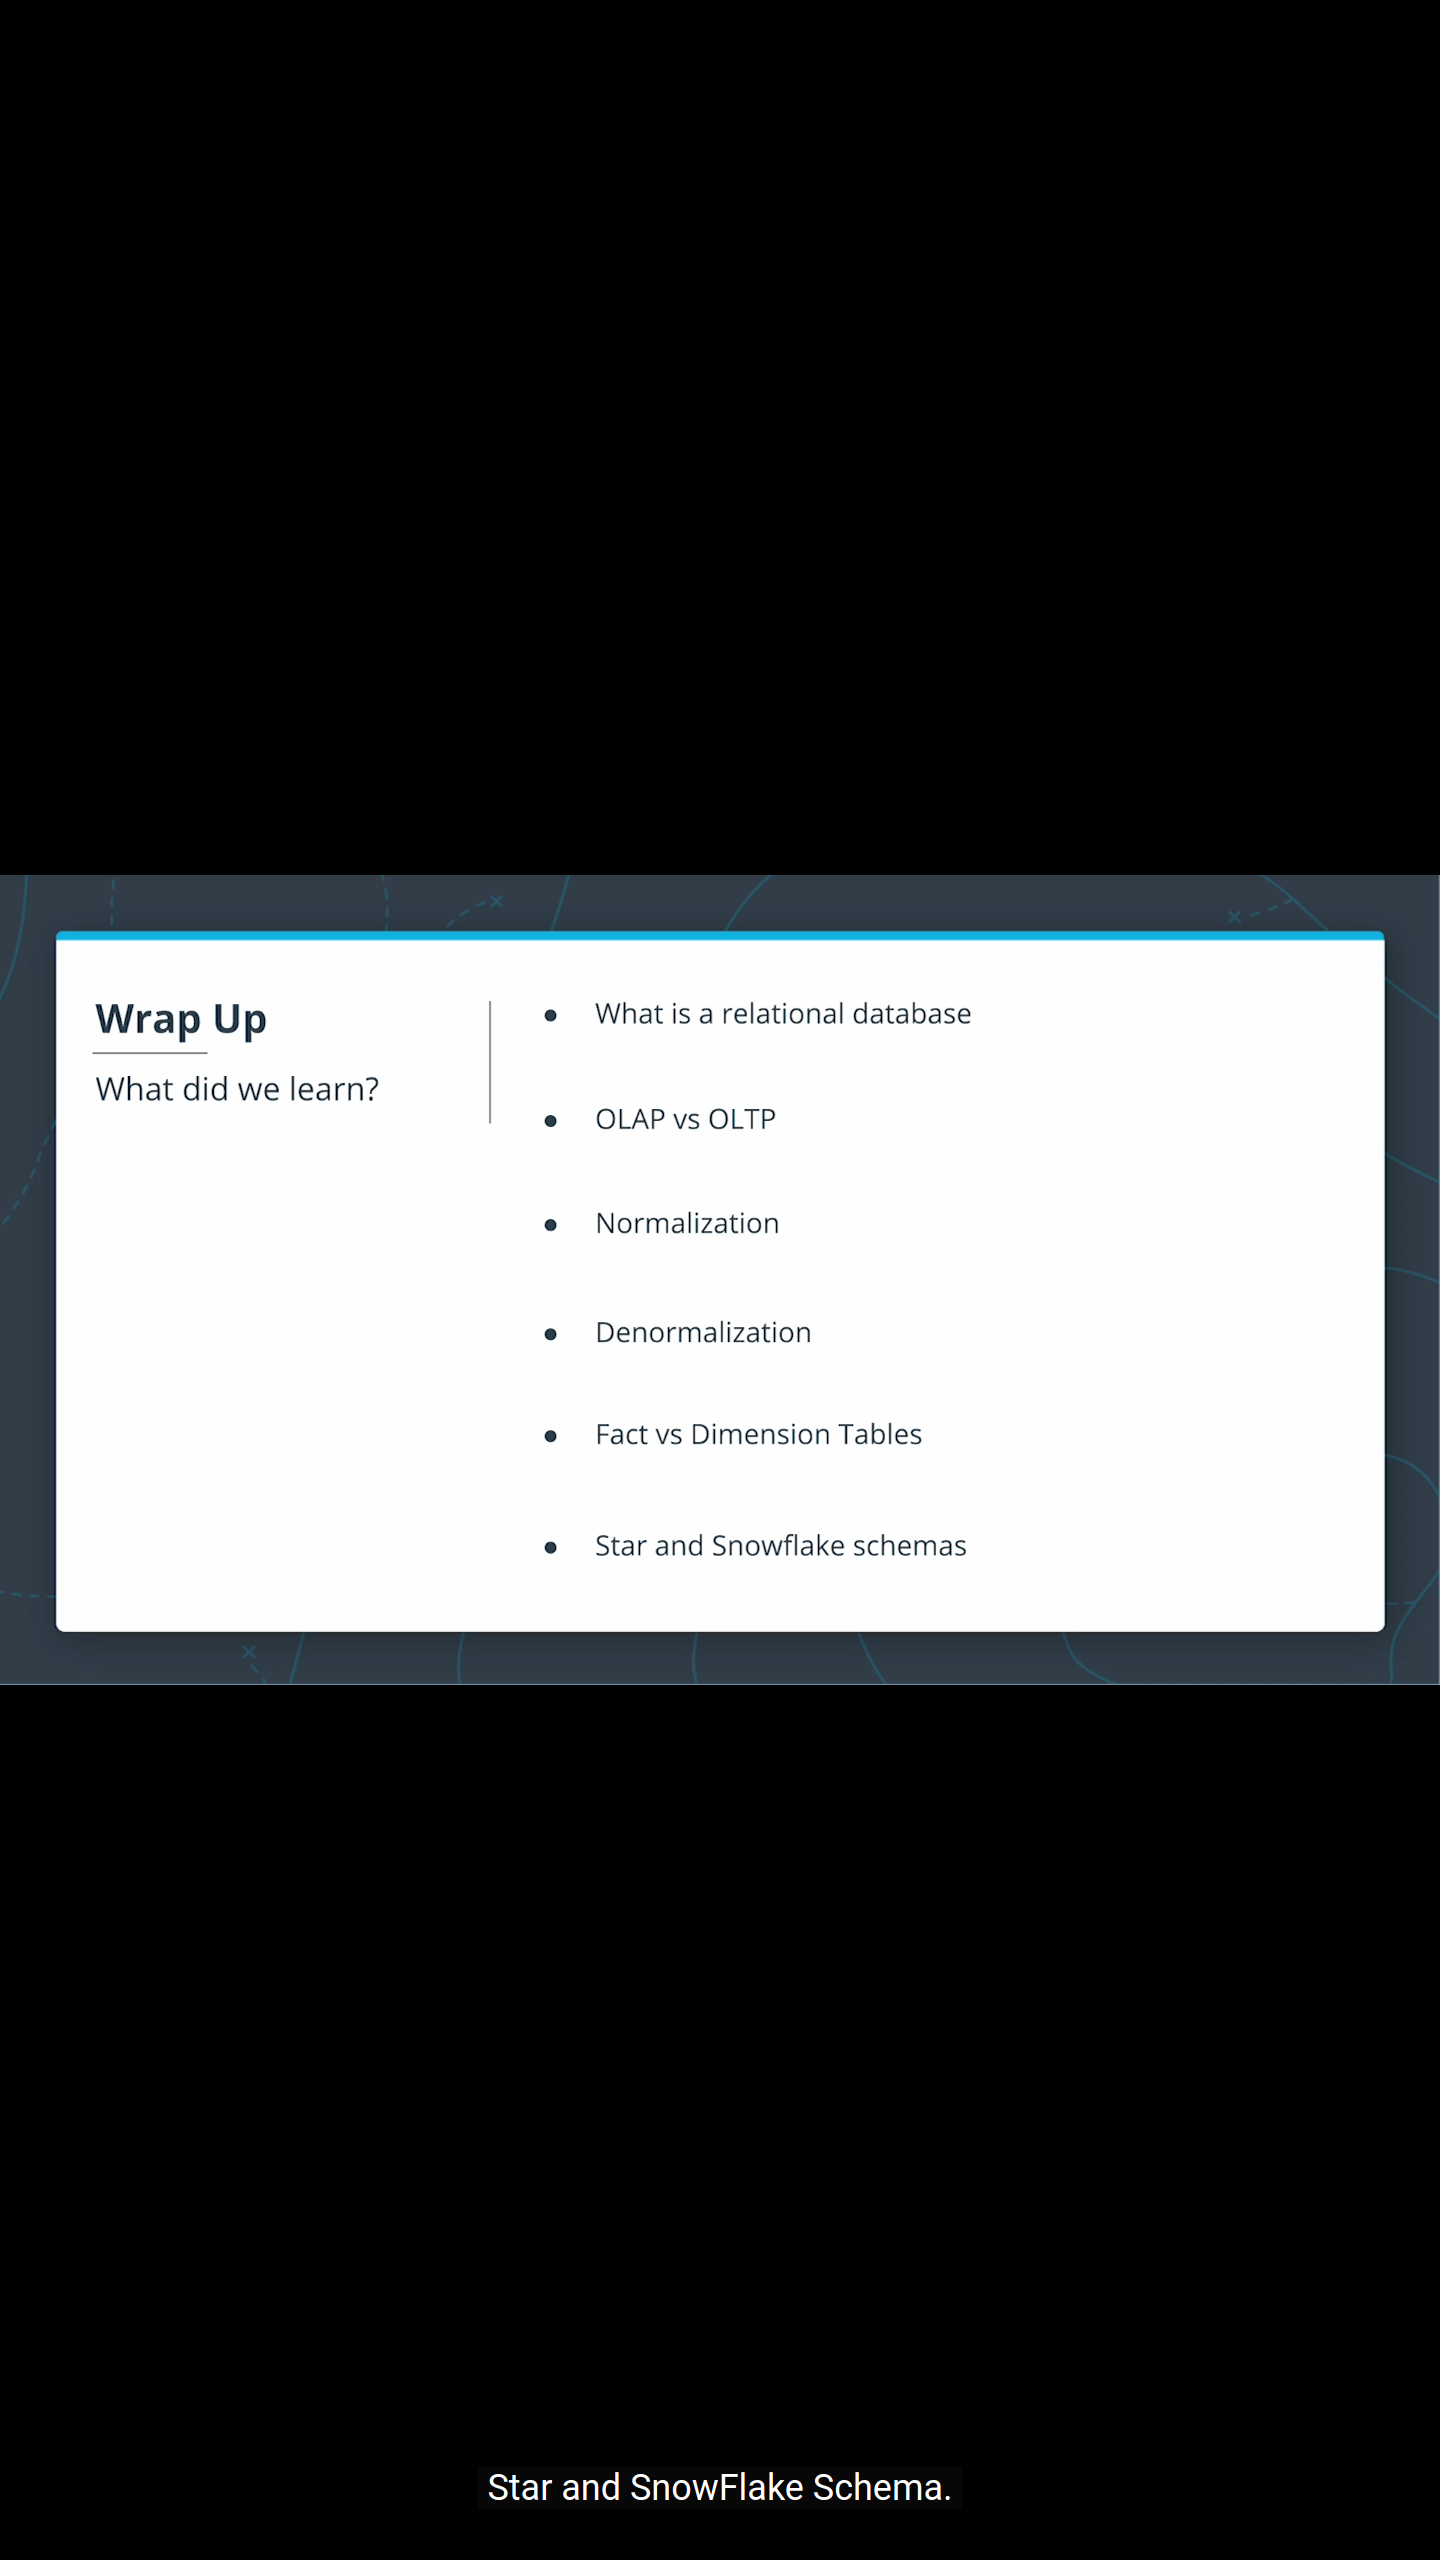 Wrap Up
What did we learn?
● What is a relational database
● OLAP vs OLTP
● Normalization
● Denormalization
● Fact vs Dimension Tables
● Star and Snowflake schemas
Star and SnowFlake Schema.